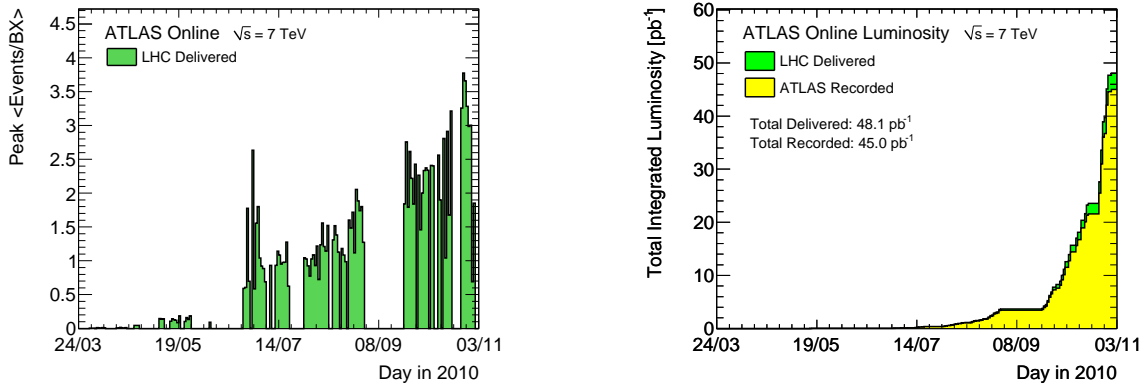 Peak <Events/BX>
4.5
4
3.5
3
2.5
2
1.5
1
0.5
0
ATLAS Online √s = 7 TeV
LHC Delivered
24/03 19/05 14/07 08/09 03/11
Day in 2010
Total Integrated Luminosity [pb⁻¹]
60
50
40
30
20
10
0
ATLAS Online Luminosity √s = 7 TeV
LHC Delivered
ATLAS Recorded
Total Delivered: 48.1 pb⁻¹
Total Recorded: 45.0 pb⁻¹
24/03 19/05 14/07 08/09 03/11
Day in 2010